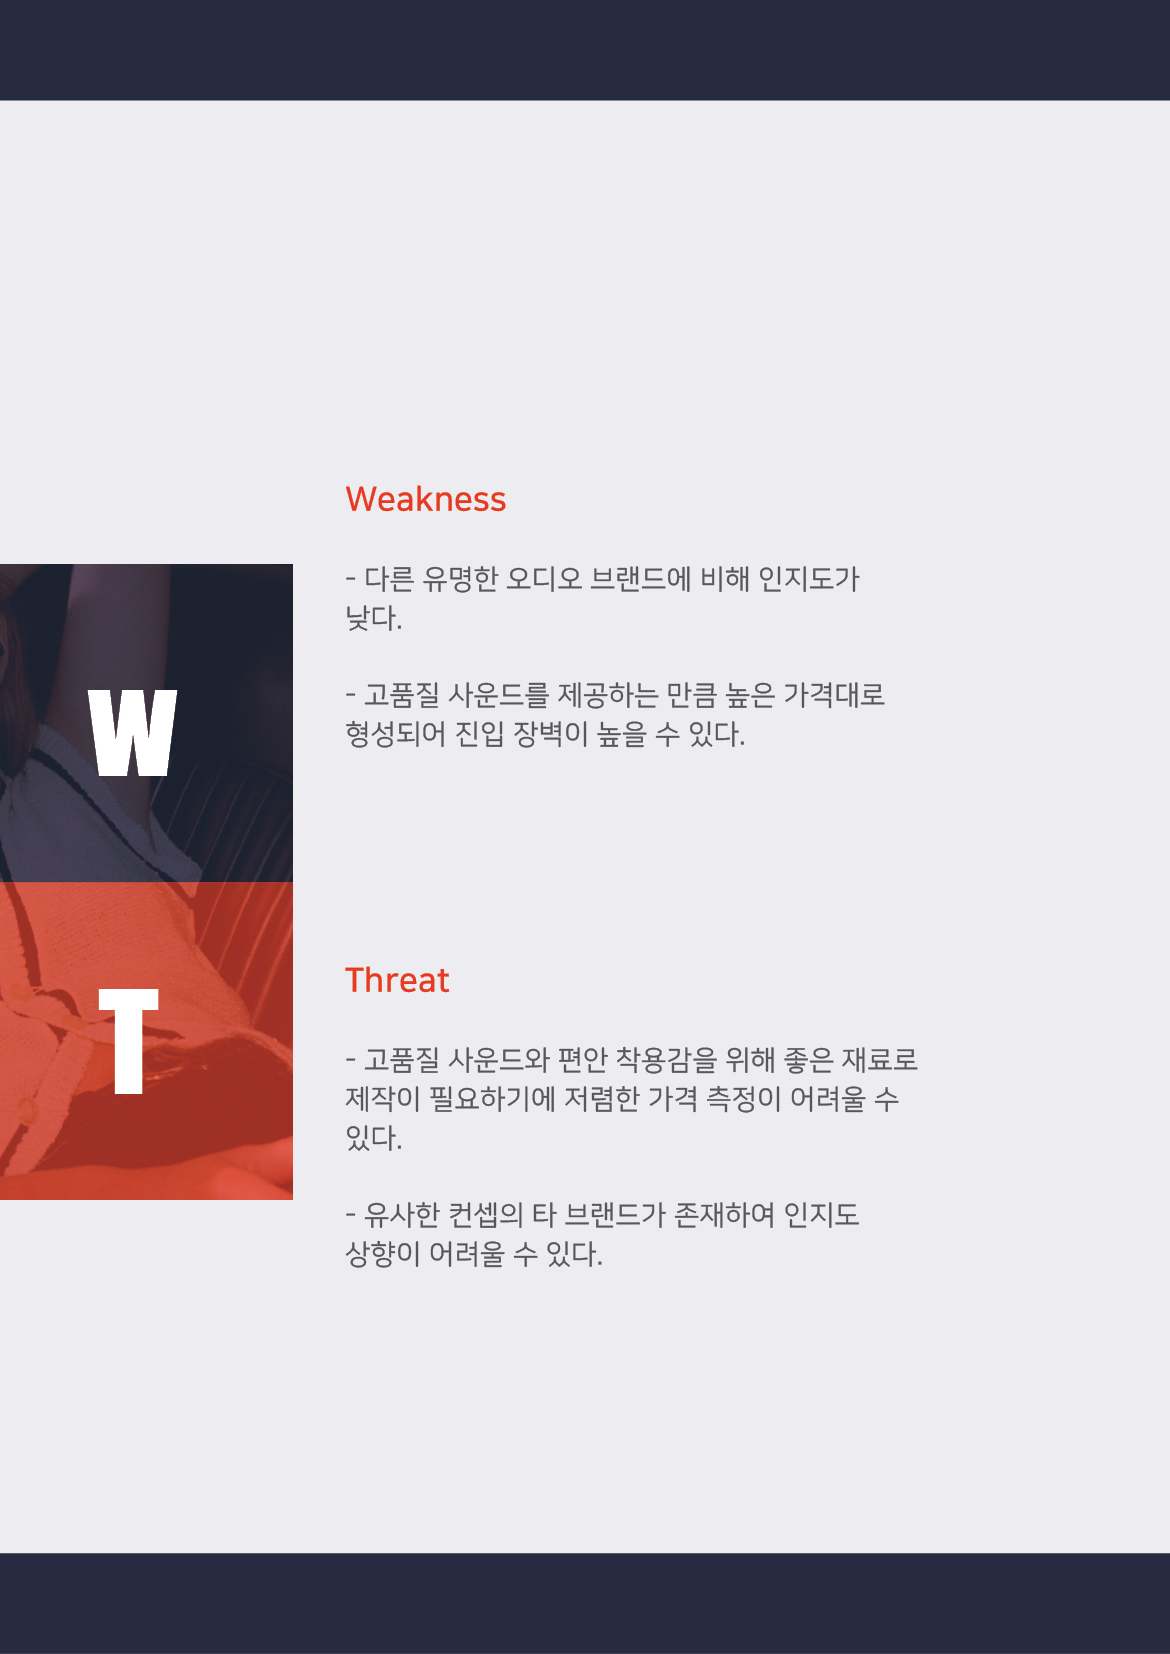 Weakness
- 다른 유명한 오디오 브랜드에 비해 인지도가
낮다.
- 고품질 사운드를 제공하는 만큼 높은 가격대로
형성되어 진입 장벽이 높을 수 있다.
W
T
Threat
- 고품질 사운드와 편안 착용감을 위해 좋은 재료로
제작이 필요하기에 저렴한 가격 측정이 어려울 수
있다.
- 유사한 컨셉의 타 브랜드가 존재하여 인지도
상향이 어려울 수 있다.